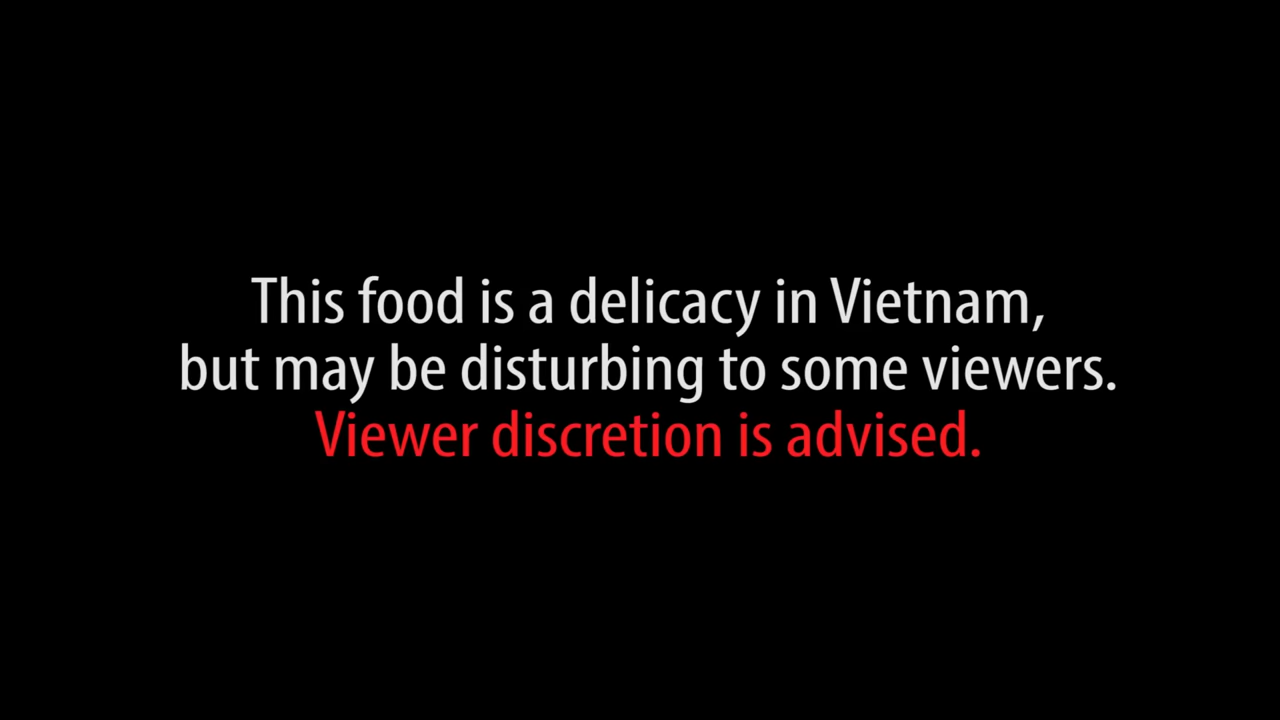 This food is a delicacy in Vietnam,
but may be disturbing to some viewers.
Viewer discretion is advised.